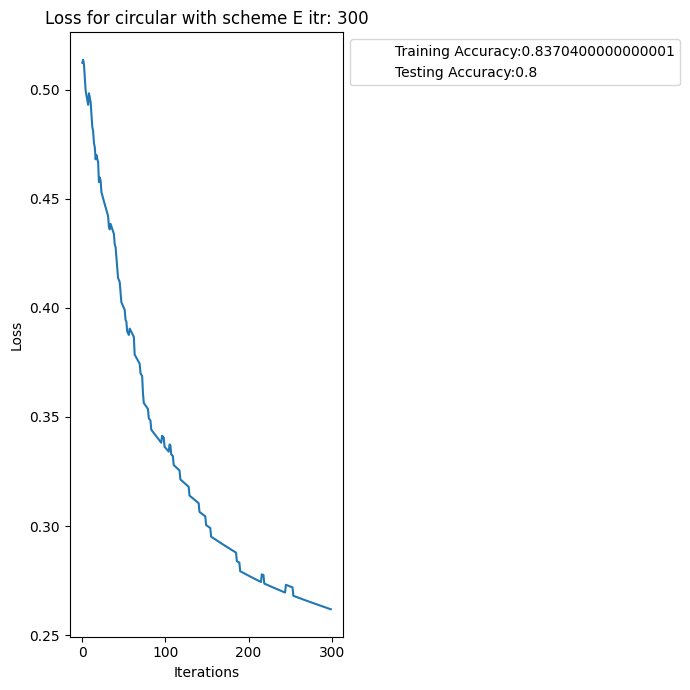 Loss for circular with scheme E itr: 300
Training Accuracy:0.8370400000000001
Testing Accuracy:0.8
0.50
0.45
0.40
0.35
0.30
0.25
Loss
0
100
200
300
Iterations